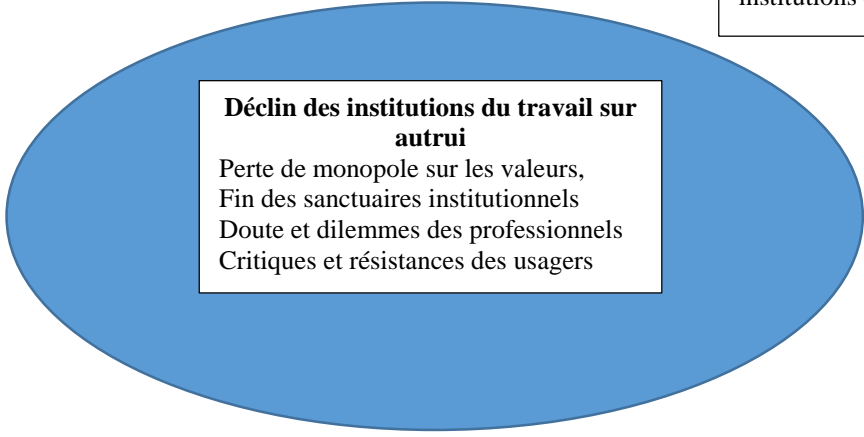 institutions
Déclin des institutions du travail sur
autrui
Perte de monopole sur les valeurs,
Fin des sanctuaires institutionnels
Doute et dilemmes des professionnels
Critiques et résistances des usagers